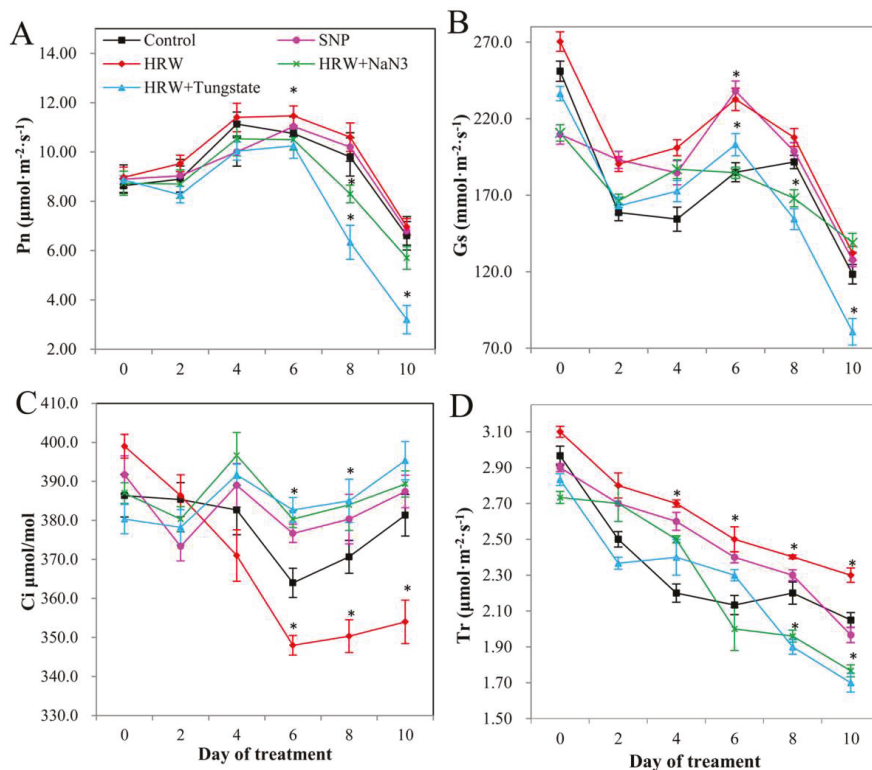 A
Pn (μmol·m-2·s-1)
14.00
12.00
10.00
8.00
6.00
4.00
2.00
Control
SNP
HRW
HRW+NaN3
HRW+Tungstate
*
*
*
*
0 2 4 6 8 10
B
Gs (mmol·m-2·s-1)
270.0
220.0
170.0
120.0
70.0
*
*
*
*
0 2 4 6 8 10
C
Ci μmol/mol
410.0
400.0
390.0
380.0
370.0
360.0
350.0
340.0
330.0
*
*
*
*
*
0 2 4 6 8 10
Day of treatment
D
Tr (μmol·m-2·s-1)
3.10
2.90
2.70
2.50
2.30
2.10
1.90
1.70
1.50
*
*
*
*
*
*
0 2 4 6 8 10
Day of treament